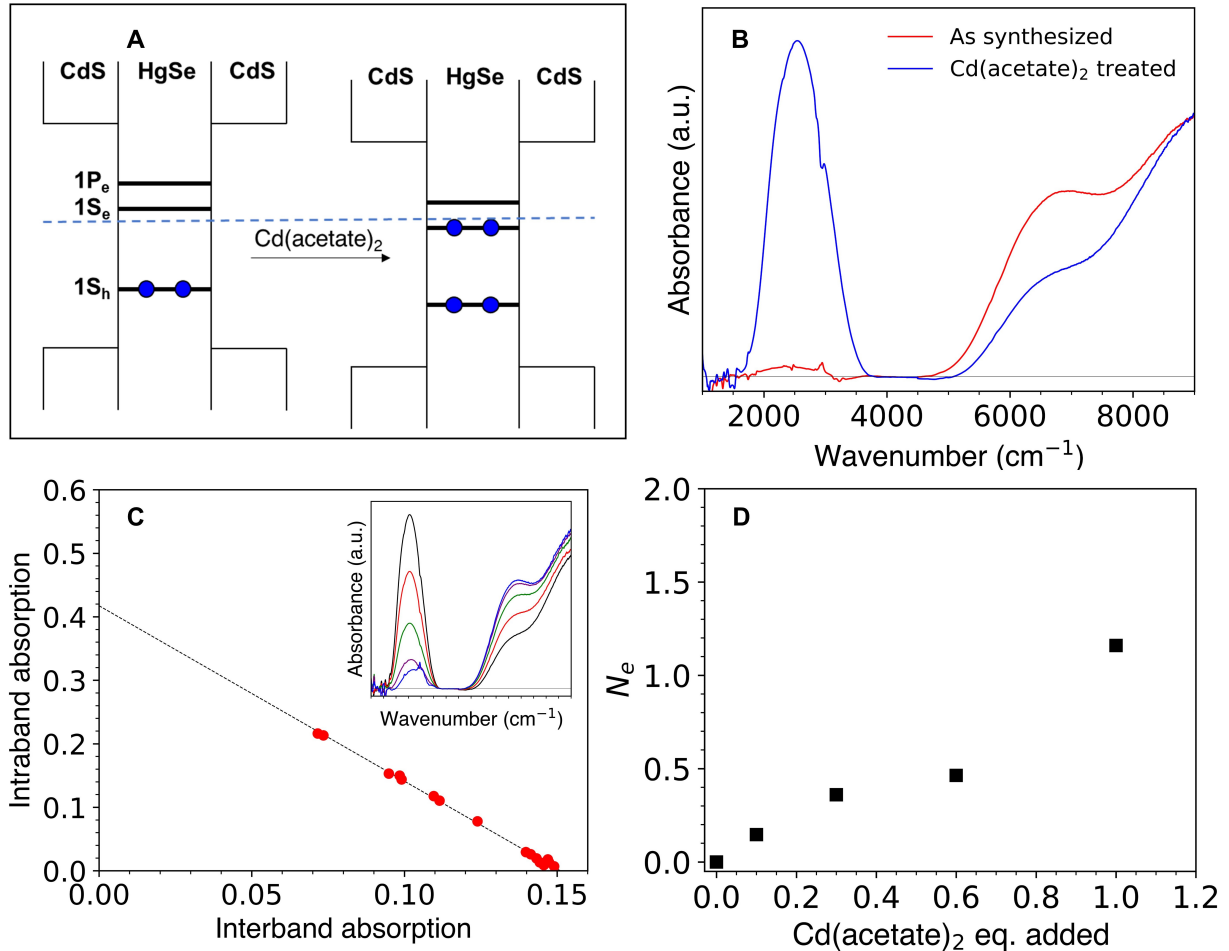 A
CdS HgSe CdS
CdS HgSe CdS
1Pₑ
1Sₑ
Cd(acetate)₂
1Sₕ
B
As synthesized
Cd(acetate)₂ treated
Absorbance (a.u.)
2000 4000 6000 8000
Wavenumber (cm⁻¹)
C
0.6
0.5
0.4
0.3
0.2
0.1
0.0
Intraband absorption
0.00 0.05 0.10 0.15
Interband absorption
Absorbance (a.u.)
Wavenumber (cm⁻¹)
D
2.0
1.5
1.0
0.5
0.0
Nₑ
0.0 0.2 0.4 0.6 0.8 1.0 1.2
Cd(acetate)₂ eq. added